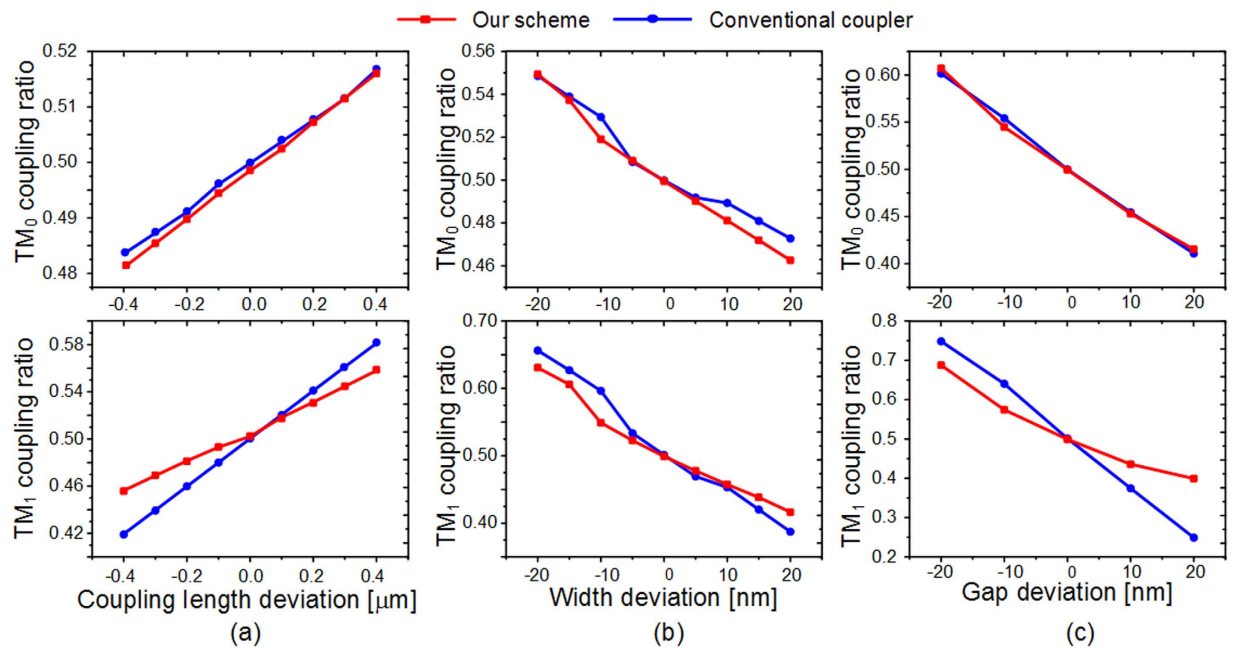 Our scheme Conventional coupler
TM0 coupling ratio
0.52
0.51
0.50
0.49
0.48
-0.4 -0.2 0.0 0.2 0.4
TM0 coupling ratio
0.56
0.54
0.52
0.50
0.48
0.46
-20 -10 0 10 20
TM0 coupling ratio
0.60
0.55
0.50
0.45
0.40
-20 -10 0 10 20
TM1 coupling ratio
0.58
0.54
0.50
0.46
0.42
-0.4 -0.2 0.0 0.2 0.4
Coupling length deviation [μm]
(a)
TM1 coupling ratio
0.70
0.60
0.50
0.40
-20 -10 0 10 20
Width deviation [nm]
(b)
TM1 coupling ratio
0.8
0.7
0.6
0.5
0.4
0.3
0.2
-20 -10 0 10 20
Gap deviation [nm]
(c)